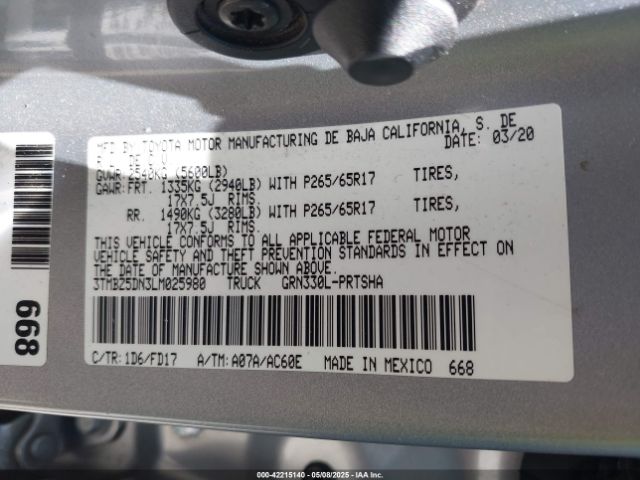 MFD BY TOYOTA MOTOR MANUFACTURING DE BAJA CALIFORNIA, S. DE
R.L. DE C.V. DATE: 03/20
GVWR 2540KG (5600LB)
GAWR:FRT. 1335KG (2940LB) WITH P265/65R17 TIRES,
17X7.5J RIMS.
RR. 1490KG (3280LB) WITH P265/65R17 TIRES,
17X7.5J RIMS.
THIS VEHICLE CONFORMS TO ALL APPLICABLE FEDERAL MOTOR
VEHICLE SAFETY AND THEFT PREVENTION STANDARDS IN EFFECT ON
THE DATE OF MANUFACTURE SHOWN ABOVE.
3TMBZ5DN3LM025980 TRUCK GRN330L-PRTSHA
C/TR: 1D6/FD17 A/TM: A07A/AC60E MADE IN MEXICO 668
668
000-42215140 - 05/08/2025 - IAAI.CA